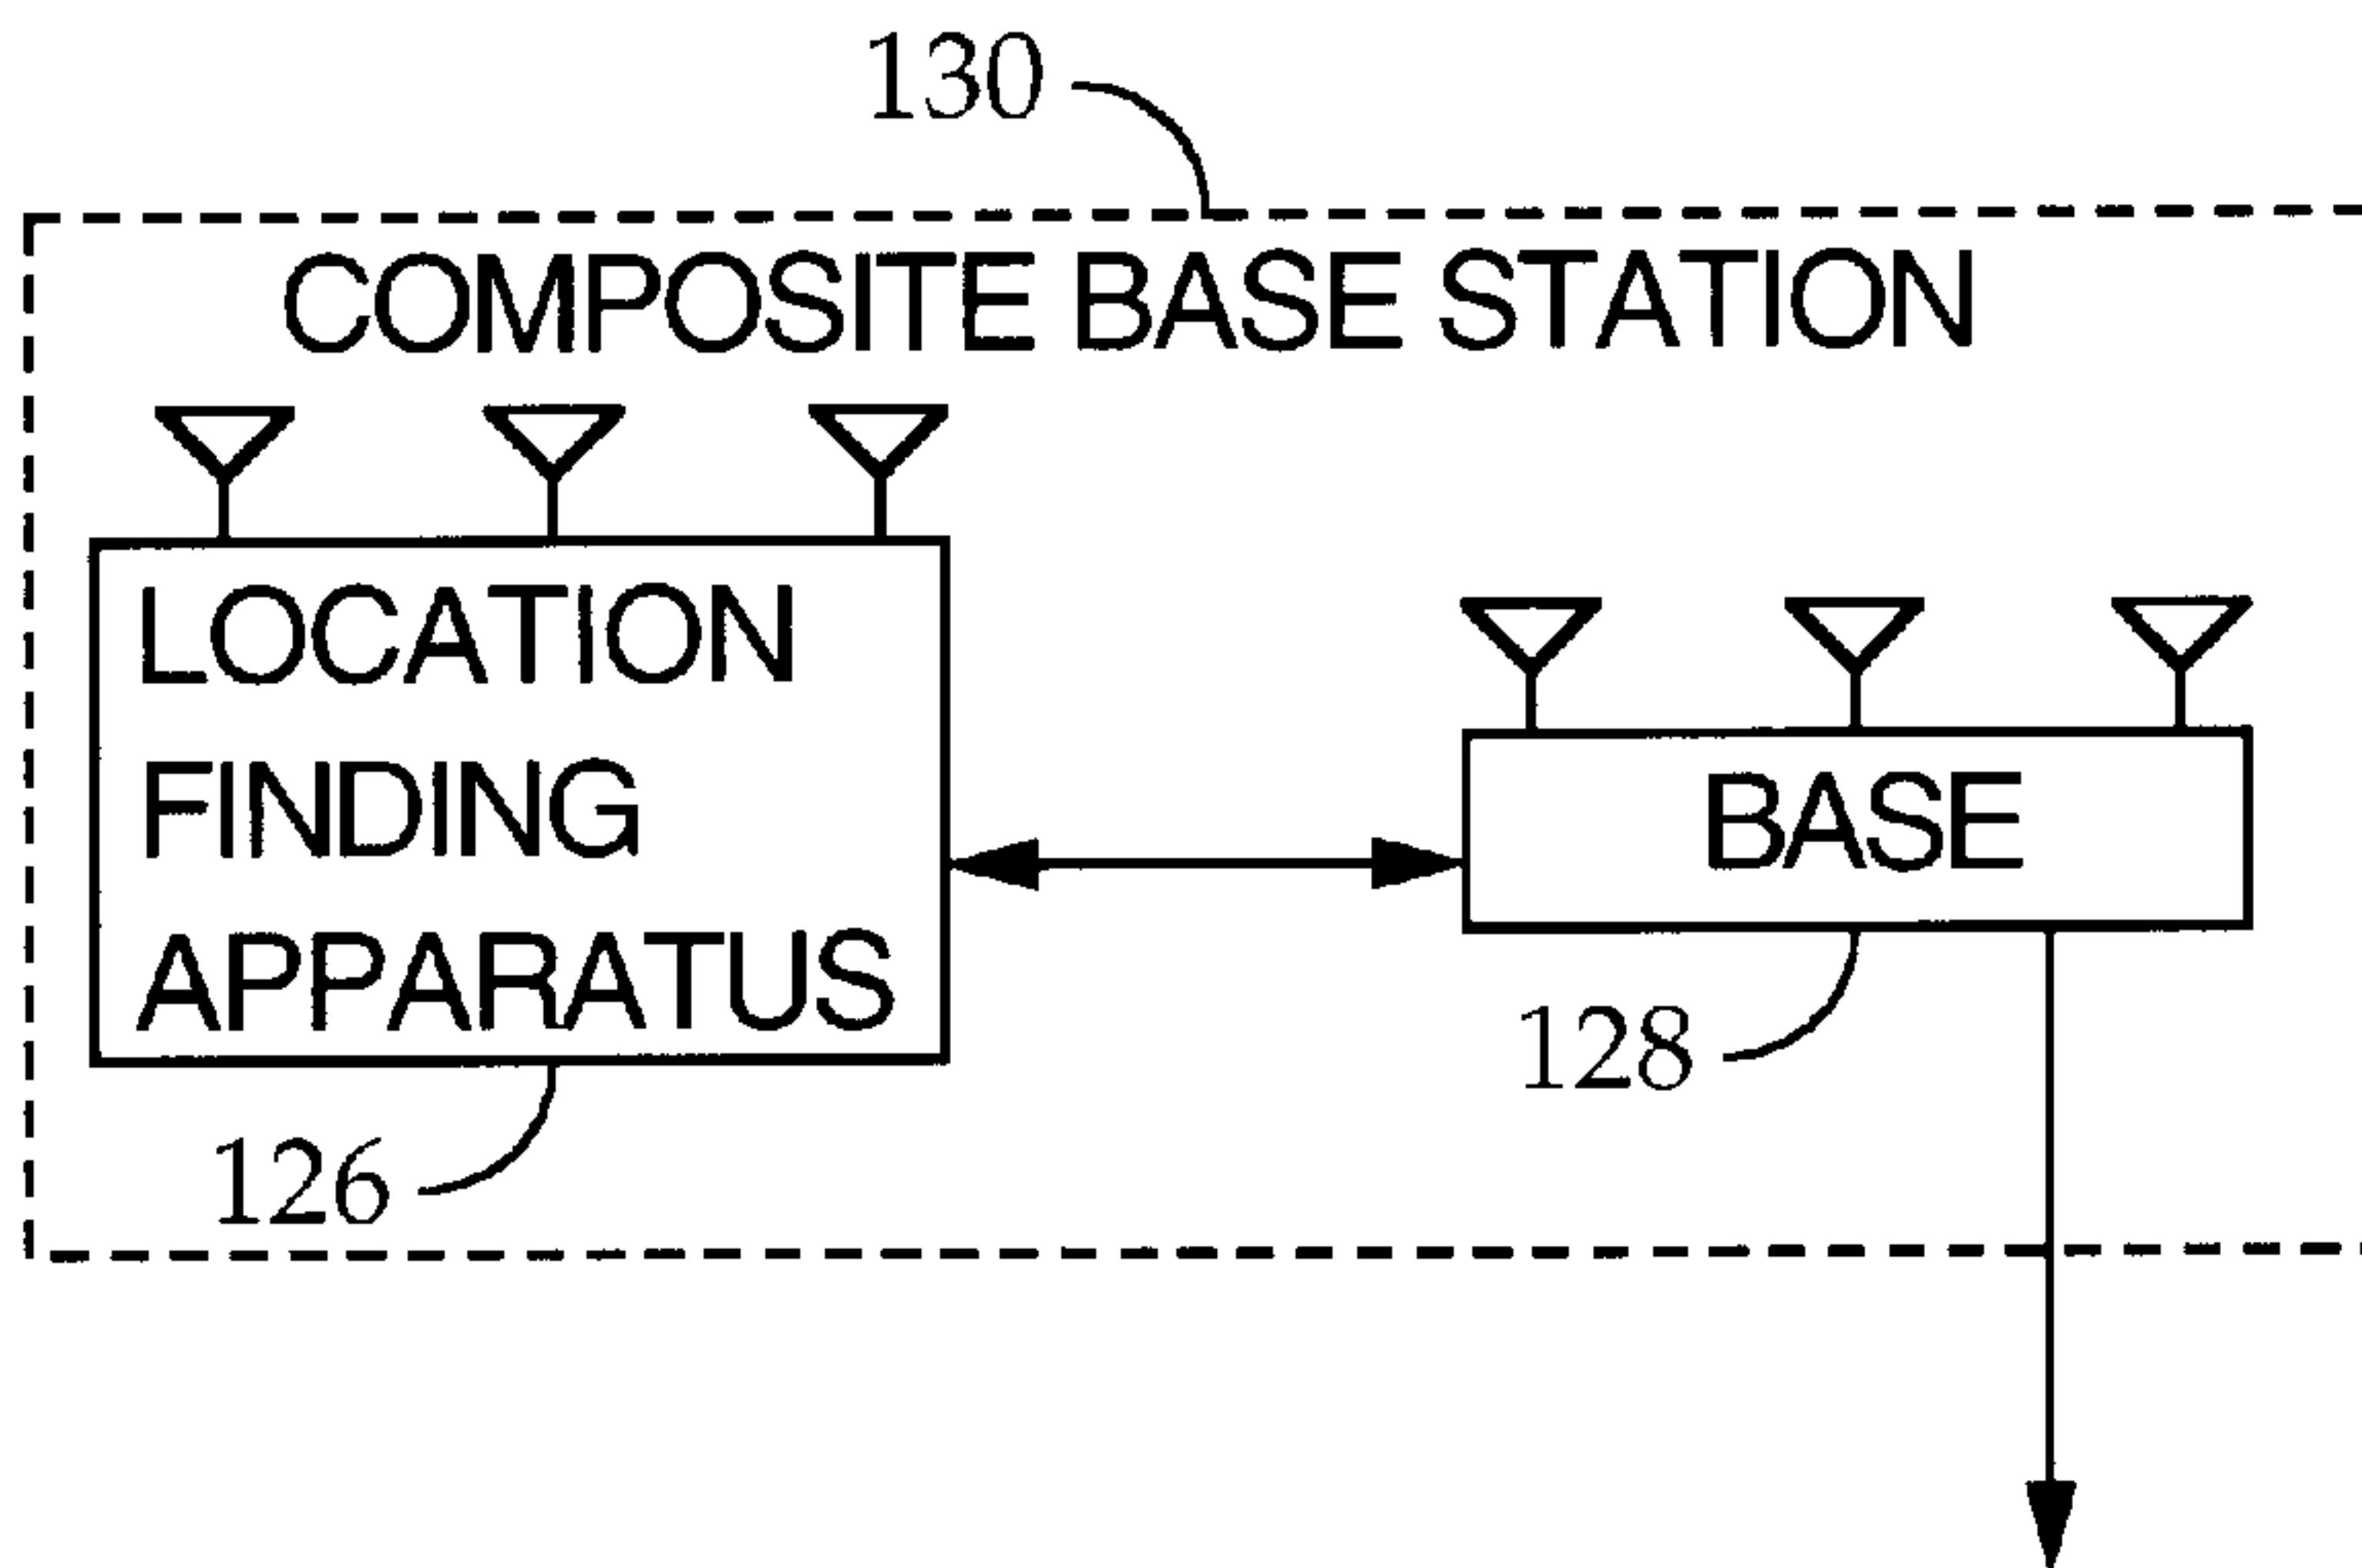 130
COMPOSITE BASE STATION
LOCATION
FINDING
APPARATUS
BASE
128
126